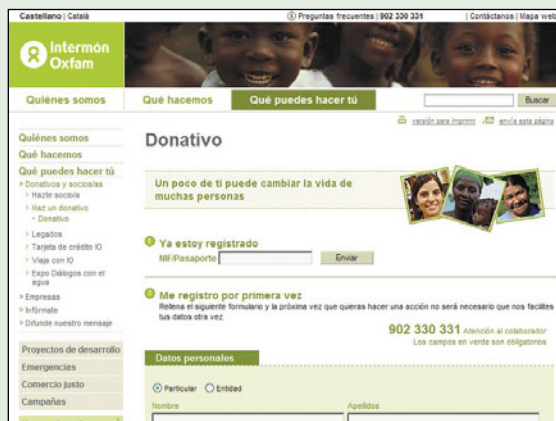 Castellano | Català
Preguntas frecuentes | 902 330 331 | Contáctanos | Mapa web
Intermón
Oxfam
Quiénes somos Qué hacemos Qué puedes hacer tú Buscar
versión para imprimir envía esta página
Quiénes somos
Qué hacemos
Qué puedes hacer tú
» Donativos y socios/as
› Hazte socio/a
› Haz un donativo
• Donativo
› Legados
› Tarjeta de crédito IO
› Viaja con IO
› Expo Diálogos con el
agua
» Empresas
» Infórmate
» Difunde nuestro mensaje
Proyectos de desarrollo
Emergencias
Comercio justo
Campañas
Donativo
Un poco de ti puede cambiar la vida de
muchas personas
1 Ya estoy registrado
NIF/Pasaporte Enviar
2 Me registro por primera vez
Rellena el siguiente formulario y la próxima vez que quieras hacer una acción no será necesario que nos facilites
tus datos otra vez
902 330 331 Atención al colaborador
Los campos en verde son obligatorios
Datos personales
Particular Entidad
Nombre Apellidos